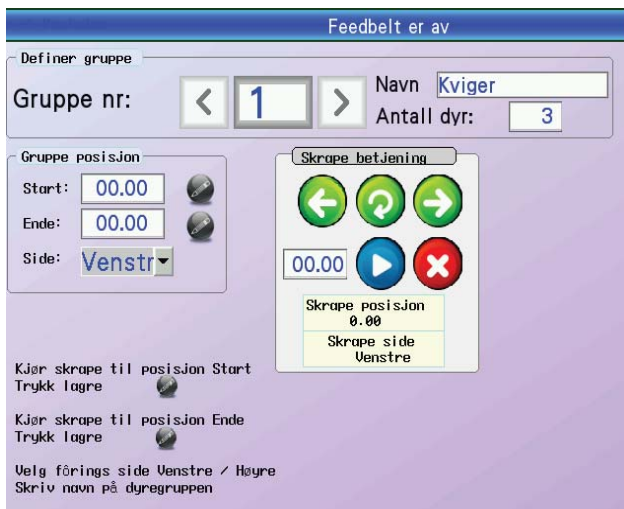 Feedbelt er av
Definer gruppe
Gruppe nr: 1
Navn Kviger
Antall dyr: 3
Gruppe posisjon
Start: 00.00
Ende: 00.00
Side: Venstr
Skrape betjening
00.00
Skrape posisjon
0.00
Skrape side
Venstre
Kjør skrape til posisjon Start
Trykk lagre
Kjør skrape til posisjon Ende
Trykk lagre
Velg fôrings side Venstre / Høyre
Skriv navn på dyregruppen